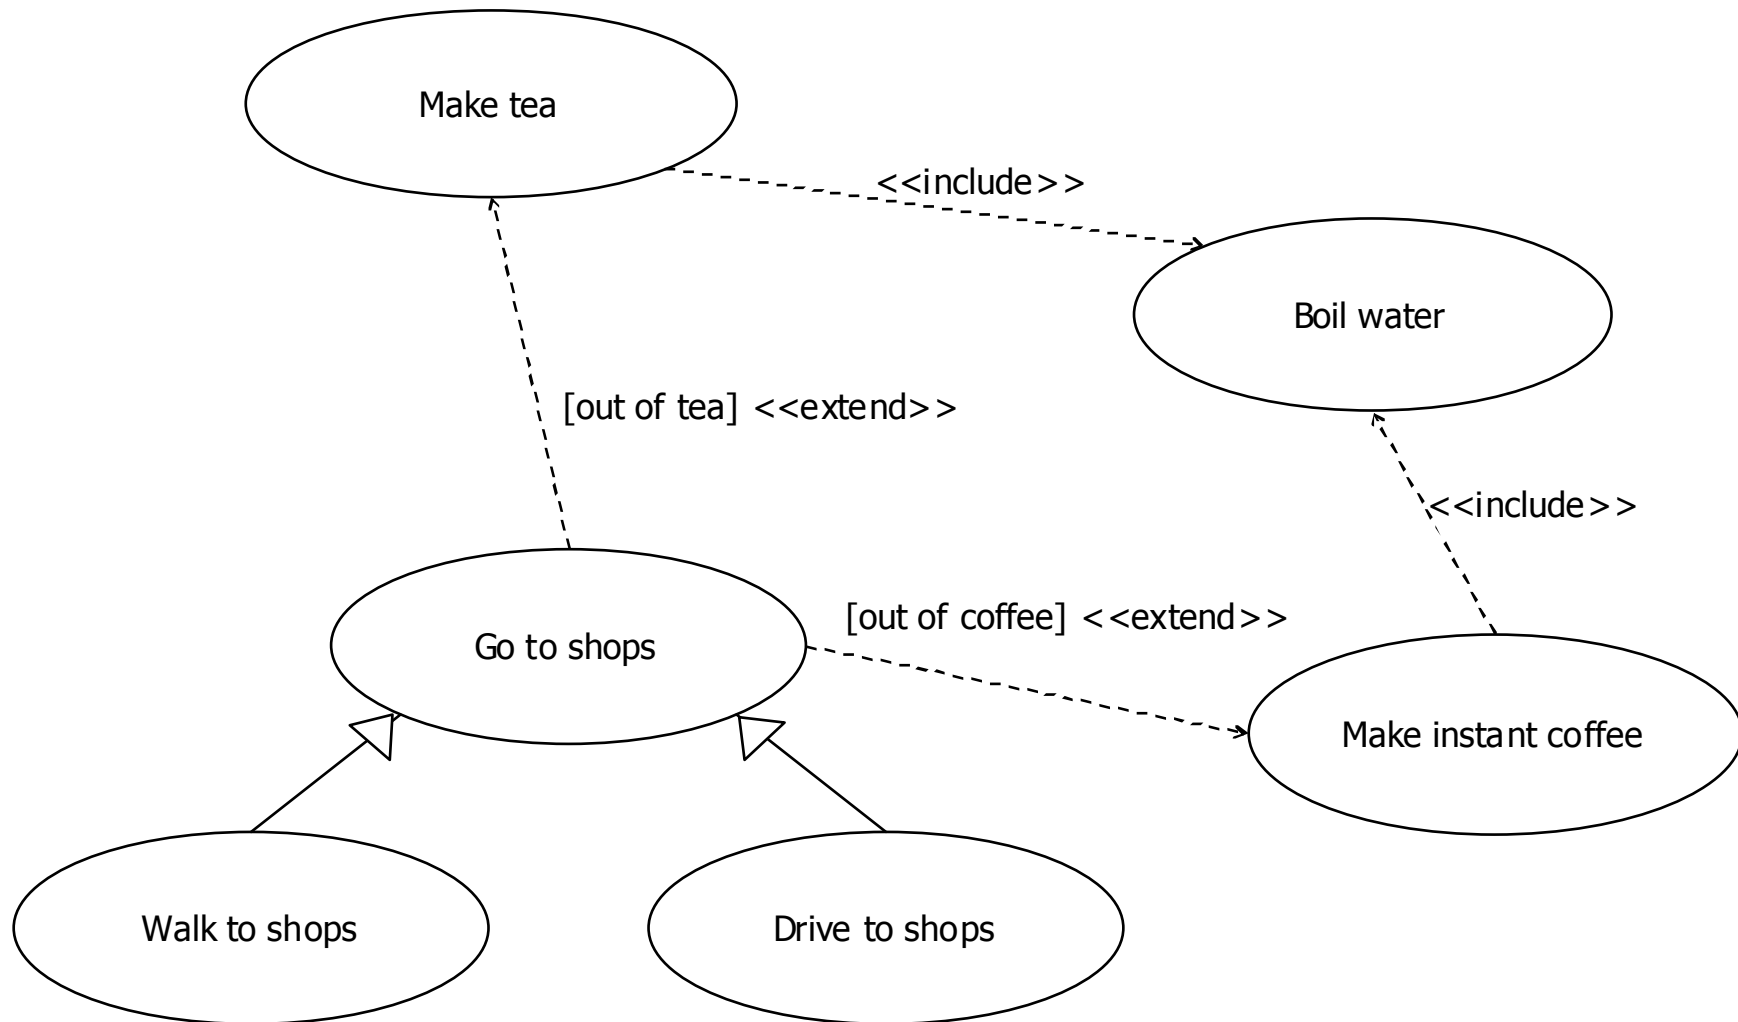 Make tea
<<include>>
Boil water
[out of tea] <<extend>>
<<include>>
[out of coffee] <<extend>>
Go to shops
Make instant coffee
Walk to shops
Drive to shops